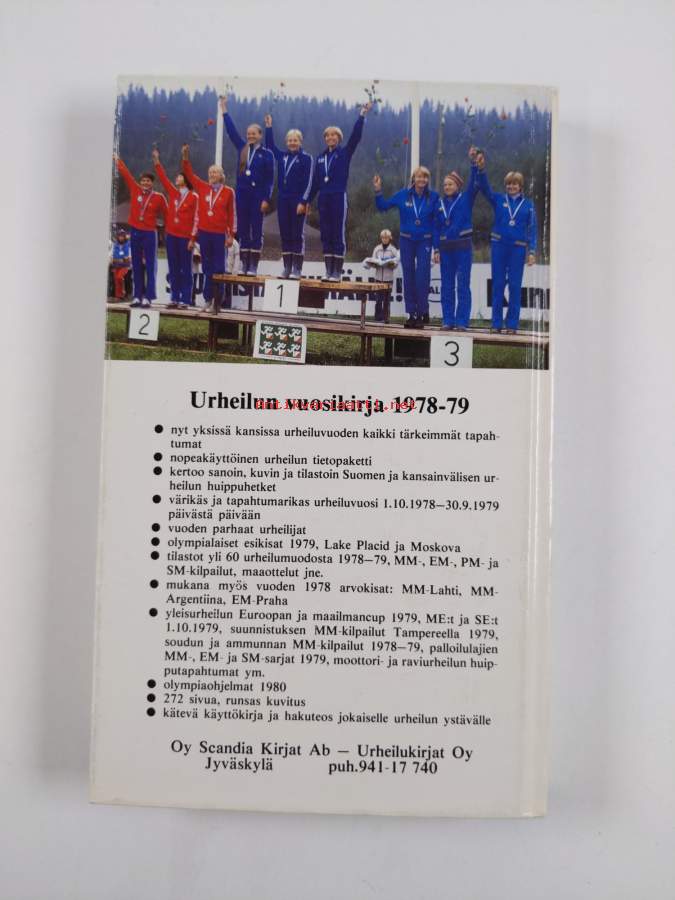 1
2
3
Urheilun vuosikirja 1978-79
antikvariaatti.net
● nyt yksissä kansissa urheiluvuoden kaikki tärkeimmät tapah-
tumat
● nopeakäyttöinen urheilun tietopaketti
● kertoo sanoin, kuvin ja tilastoin Suomen ja kansainvälisen ur-
heilun huippuhetket
● värikäs ja tapahtumarikas urheiluvuosi 1.10.1978—30.9.1979
päivästä päivään
● vuoden parhaat urheilijat
● olympialaiset esikisat 1979, Lake Placid ja Moskova
● tilastot yli 60 urheilumuodosta 1978—79, MM-, EM-, PM- ja
SM-kilpailut, maaottelut jne.
● mukana myös vuoden 1978 arvokisat: MM-Lahti, MM-
Argentiina, EM-Praha
● yleisurheilun Euroopan ja maailmancup 1979, ME:t ja SE:t
1.10.1979, suunnistuksen MM-kilpailut Tampereella 1979,
soudun ja ammunnan MM-kilpailut 1978—79, palloilulajien
MM-, EM- ja SM-sarjat 1979, moottori- ja raviurheilun huip-
putapahtumat ym.
● olympiaohjelmat 1980
● 272 sivua, runsas kuvitus
● kätevä käyttökirja ja hakuteos jokaiselle urheilun ystävälle
Oy Scandia Kirjat Ab — Urheilukirjat Oy
Jyväskylä puh.941-17 740